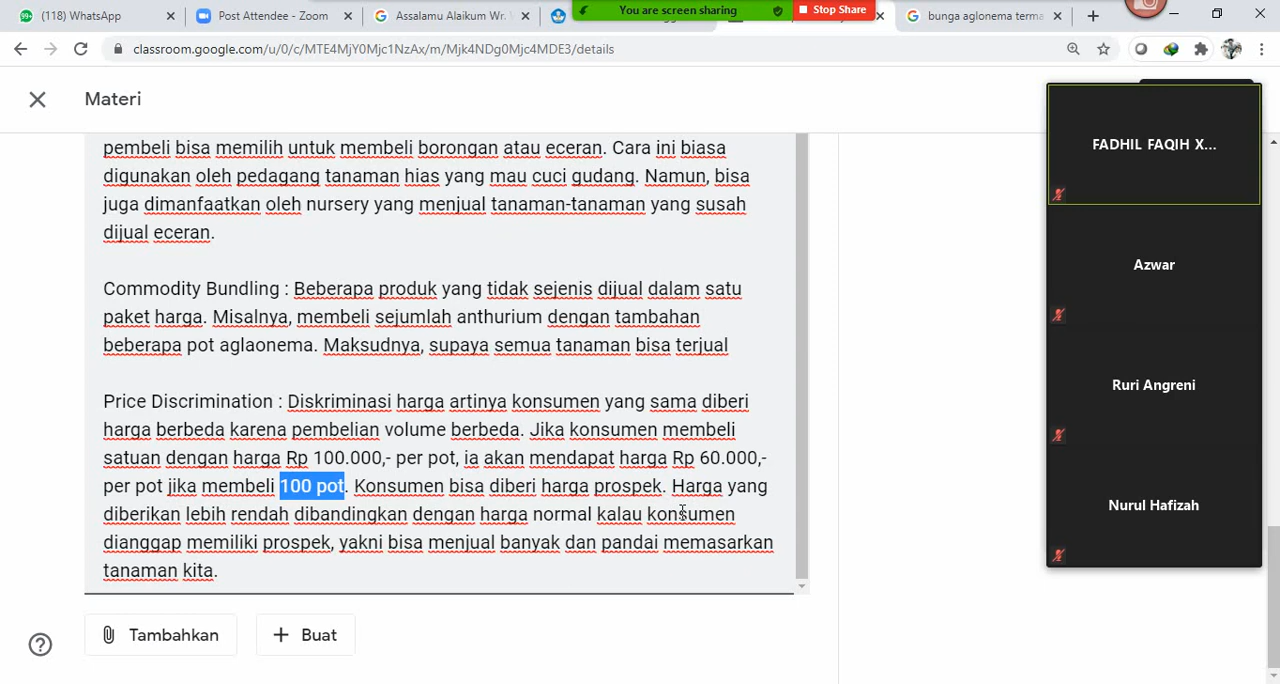 (118) WhatsApp
Post Attendee - Zoom
Assalamu Alaikum Wr.
You are screen sharing
Stop Share
bunga aglonema terma
classroom.google.com/u/0/c/MTE4MjY0Mjc1NzAx/m/Mjk4NDg0Mjc4MDE3/details
Materi
pembeli bisa memilih untuk membeli borongan atau eceran. Cara ini biasa
digunakan oleh pedagang tanaman hias yang mau cuci gudang. Namun, bisa
juga dimanfaatkan oleh nursery yang menjual tanaman-tanaman yang susah
dijual eceran.
Commodity Bundling : Beberapa produk yang tidak sejenis dijual dalam satu
paket harga. Misalnya, membeli sejumlah anthurium dengan tambahan
beberapa pot aglaonema. Maksudnya, supaya semua tanaman bisa terjual
Price Discrimination : Diskriminasi harga artinya konsumen yang sama diberi
harga berbeda karena pembelian volume berbeda. Jika konsumen membeli
satuan dengan harga Rp 100.000,- per pot, ia akan mendapat harga Rp 60.000,-
per pot jika membeli 100 pot. Konsumen bisa diberi harga prospek. Harga yang
diberikan lebih rendah dibandingkan dengan harga normal kalau konsumen
dianggap memiliki prospek, yakni bisa menjual banyak dan pandai memasarkan
tanaman kita.
Tambahkan
Buat
FADHIL FAQIH X...
Azwar
Ruri Angreni
Nurul Hafizah